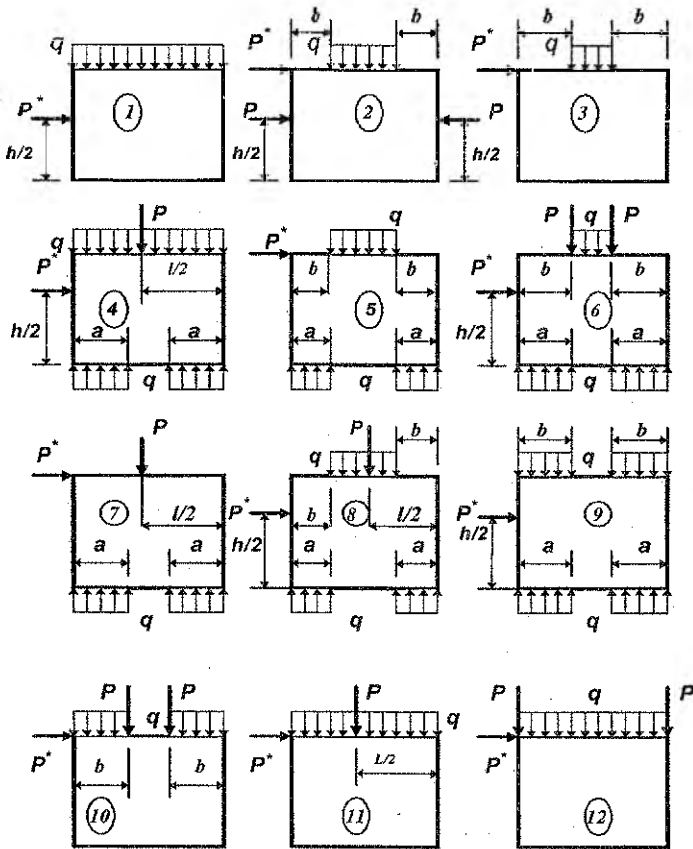 q b b b b
P* q P* q
P* 1 P 2 P 3
h/2 h/2 h/2
P q P q P
q P*
P* l/2 b b P* b b
4 5 6
h/2 a a a a h/2 a a
q q q
P P b
P* q b b
q
7 l/2 P* b 8 l/2 P* 9
a a h/2 a a h/2 a a
q q q
P P P P q P
q q
P* b b P* L/2 P*
10 11 12